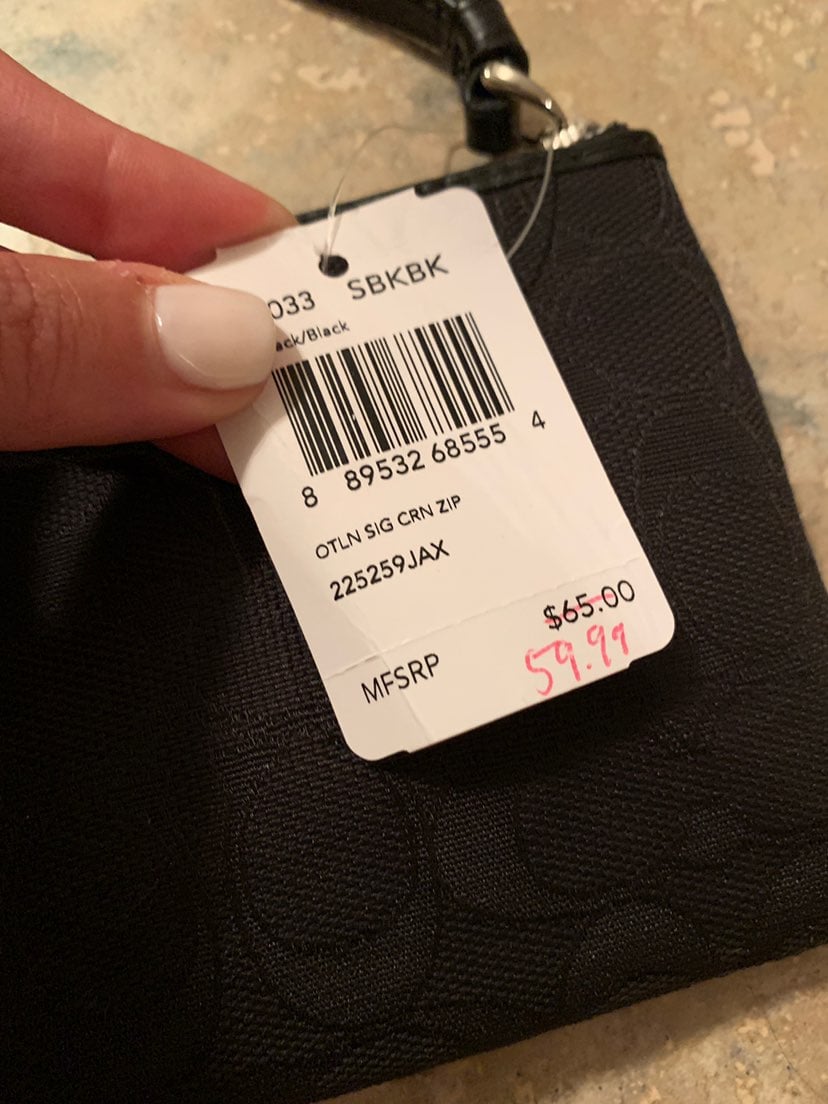 033 SBKBK
ack/Black
8 89532 68555 4
OTLN SIG CRN ZIP
225259JAX
$65.00
59.99
MFSRP